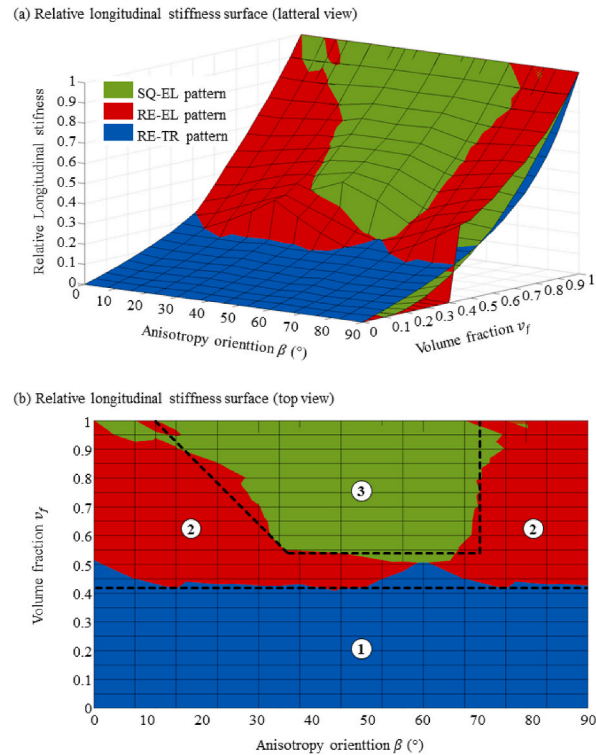 (a) Relative longitudinal stiffness surface (latteral view)
1
0.9
0.8
0.7
0.6
0.5
0.4
0.3
0.2
0.1
0
Relative Longitudinal stifness
SQ-EL pattern
RE-EL pattern
RE-TR pattern
0 10 20 30 40 50 60 70 80 90
Anisotropy orienttion β (°)
0 0.1 0.2 0.3 0.4 0.5 0.6 0.7 0.8 0.9 1
Volume fraction vf
(b) Relative longitudinal stiffness surface (top view)
1
0.9
0.8
0.7
0.6
0.5
0.4
0.3
0.2
0.1
0
Volume fraction vf
3
2
2
1
0 10 30 40 50 60 70 80 90
Anisotropy orienttion β (°)